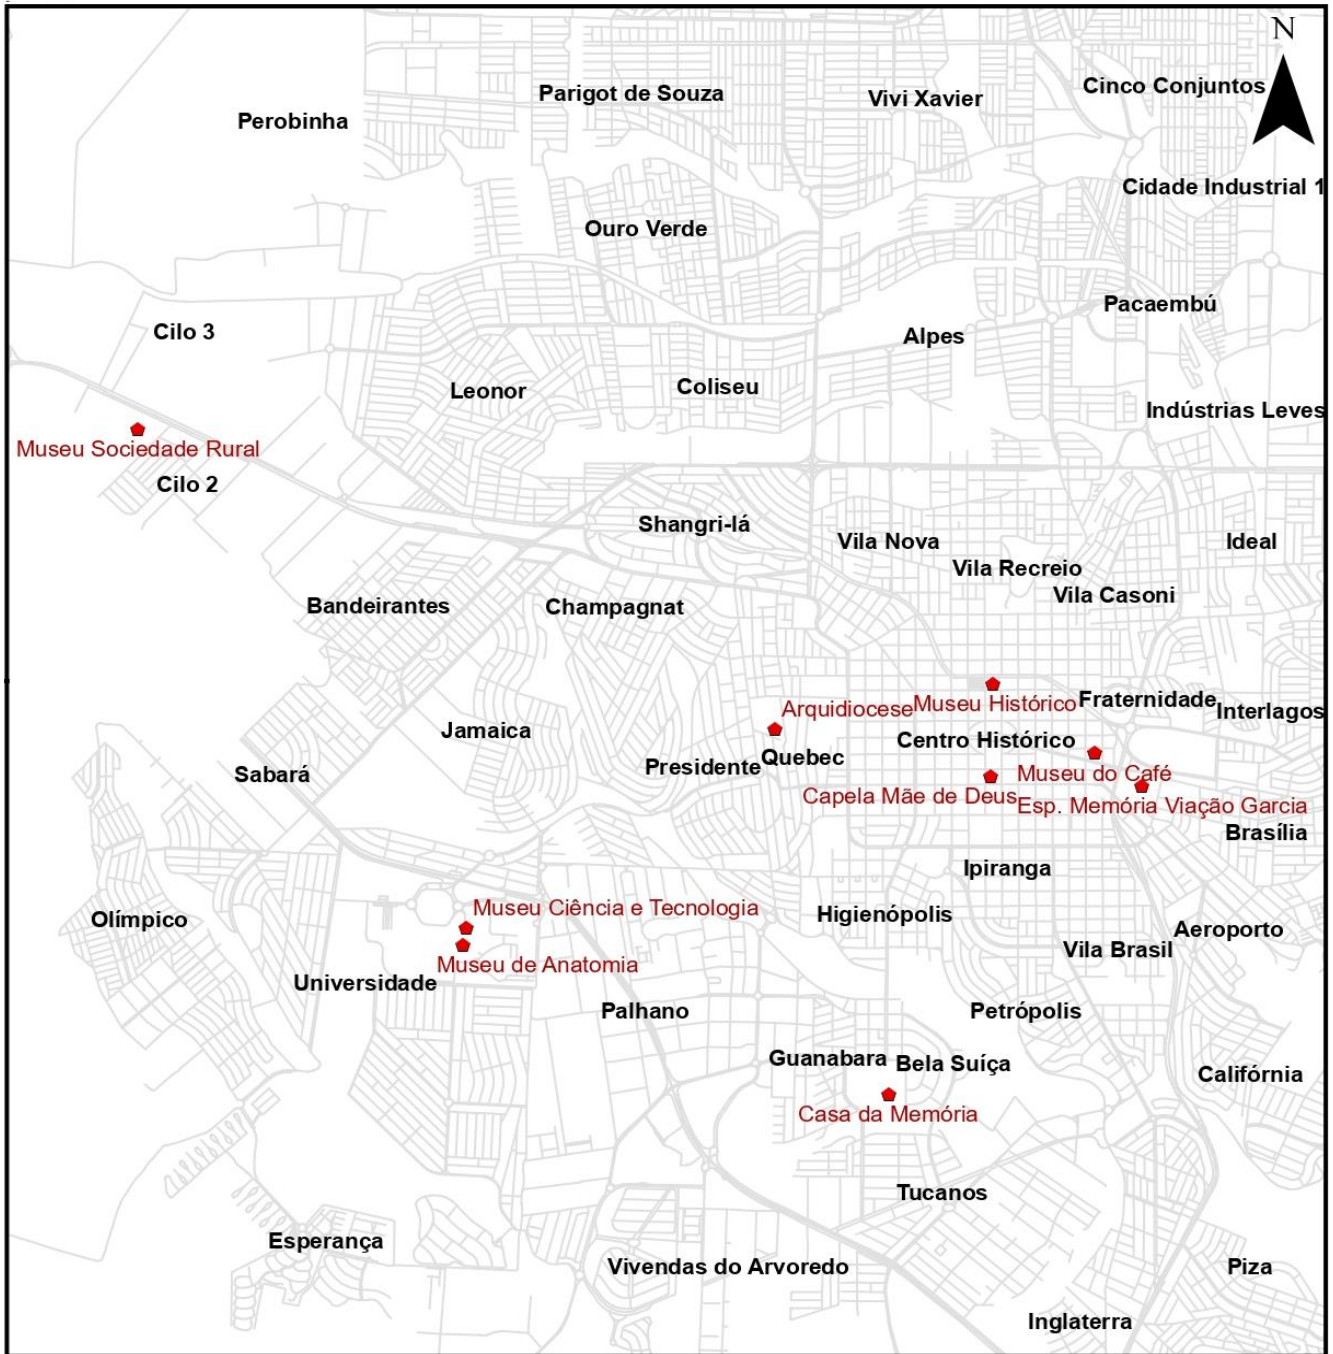 N
Cinco Conjuntos
Parigot de Souza
Vivi Xavier
Perobinha
Cidade Industrial 1
Ouro Verde
Pacaembú
Cilo 3
Alpes
Leonor
Coliseu
Indústrias Leves
Museu Sociedade Rural
Cilo 2
Shangri-lá
Vila Nova
Ideal
Vila Recreio
Vila Casoni
Bandeirantes
Champagnat
Arquidiocese
Museu Histórico
Fraternidade
Interlagos
Jamaica
Centro Histórico
Quebec
Presidente
Sabará
Museu do Café
Capela Mãe de Deus
Esp. Memória Viação Garcia
Brasília
Ipiranga
Museu Ciência e Tecnologia
Higienópolis
Olímpico
Aeroporto
Vila Brasil
Museu de Anatomia
Universidade
Palhano
Petrópolis
Guanabara
Bela Suíça
Califórnia
Casa da Memória
Tucanos
Esperança
Vivendas do Arvoredo
Piza
Inglaterra